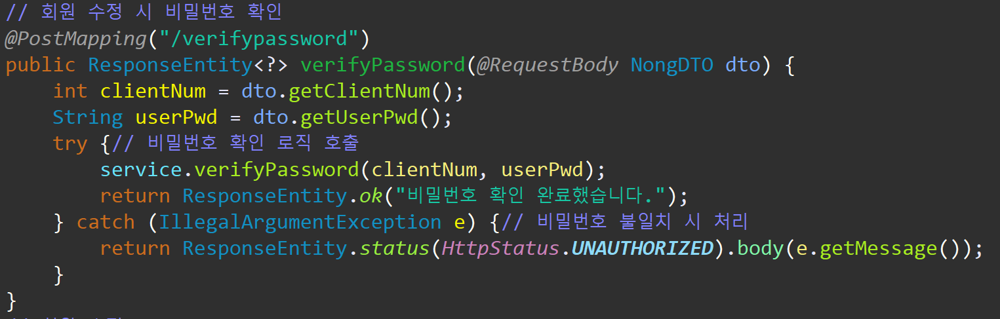 // 회원 수정 시 비밀번호 확인
@PostMapping("/verifypassword")
public ResponseEntity<?> verifyPassword(@RequestBody NongDTO dto) {
    int clientNum = dto.getClientNum();
    String userPwd = dto.getUserPwd();
    try {// 비밀번호 확인 로직 호출
        service.verifyPassword(clientNum, userPwd);
        return ResponseEntity.ok("비밀번호 확인 완료했습니다.");
    } catch (IllegalArgumentException e) {// 비밀번호 불일치 시 처리
        return ResponseEntity.status(HttpStatus.UNAUTHORIZED).body(e.getMessage());
    }
}